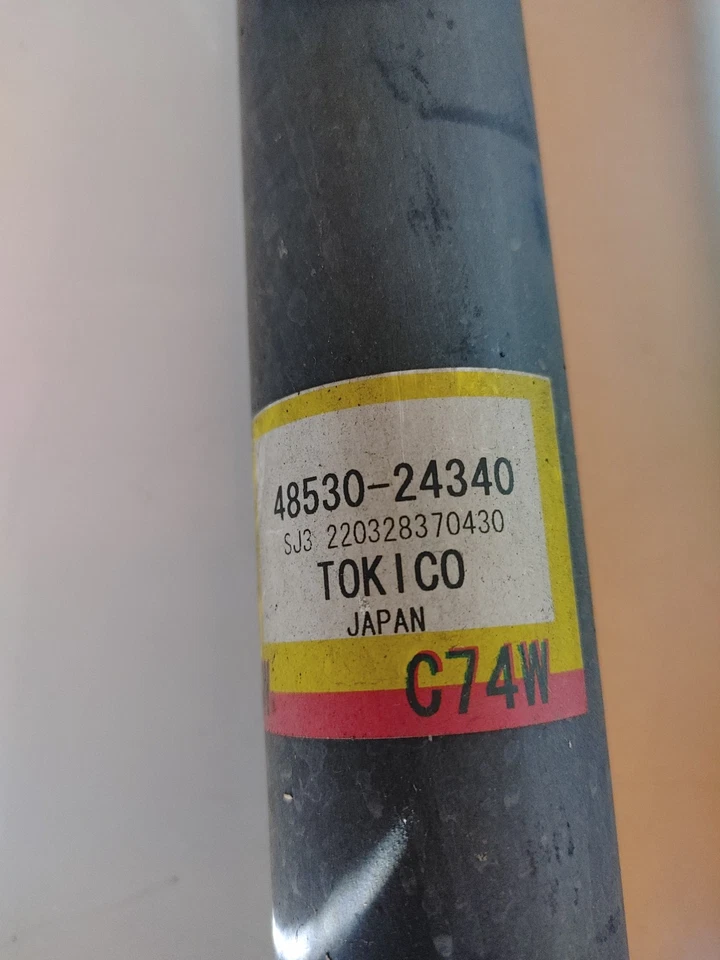 48530-24340
SJ3 220328370430
TOKICO
JAPAN
C74W